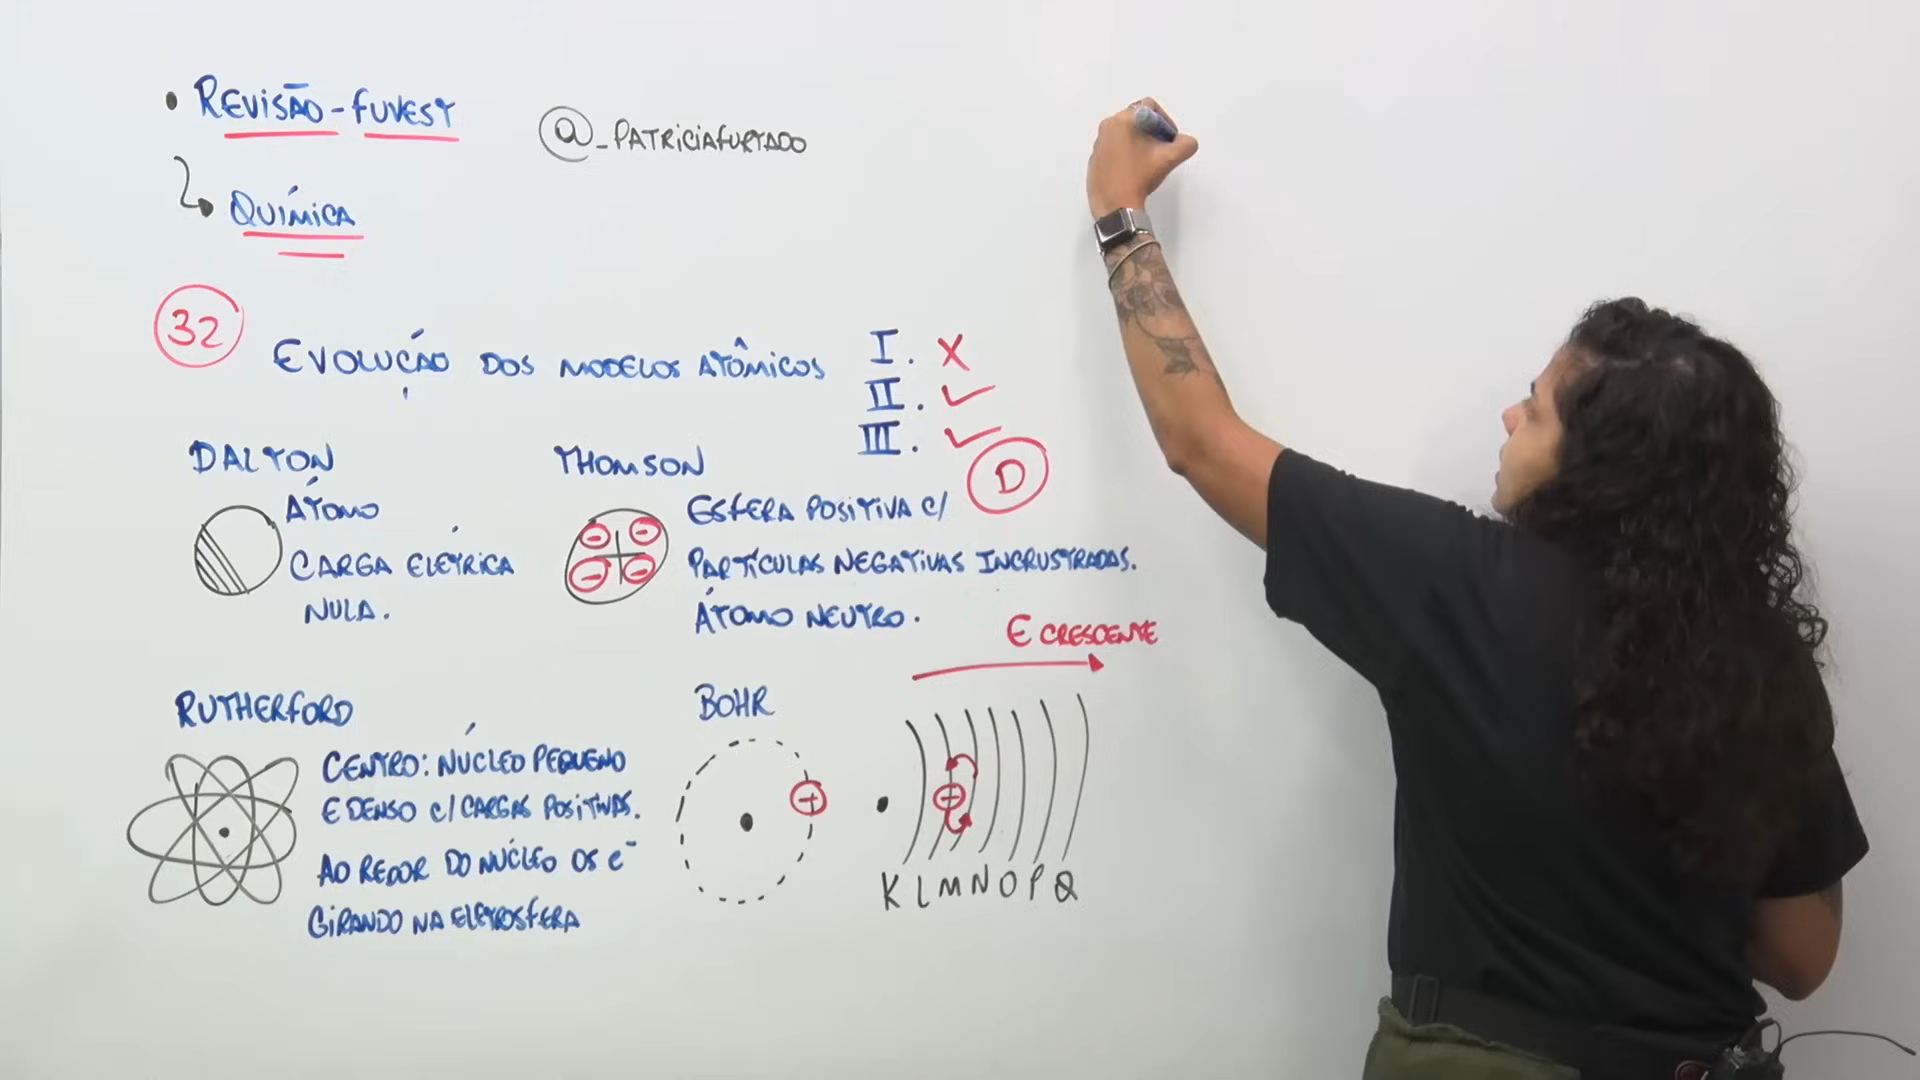 • REVISÃO - FUVEST
@_PATRICIAFURTADO
QUÍMICA
32
EVOLUÇÃO DOS MODELOS ATÔMICOS
I. X
II. ✓
III. ✓
D
DALTON
ÁTOMO
CARGA ELÉTRICA
NULA.
THOMSON
ESFERA POSITIVA C/
PARTÍCULAS NEGATIVAS INCRUSTRADAS.
ÁTOMO NEUTRO.
- -
- -
RUTHERFORD
CENTRO: NÚCLEO PEQUENO
E DENSO C/ CARGAS POSITIVAS.
AO REDOR DO NÚCLEO OS e⁻
GIRANDO NA ELETROSFERA
BOHR
-
E CRESCENTE
-
K L M N O P Q